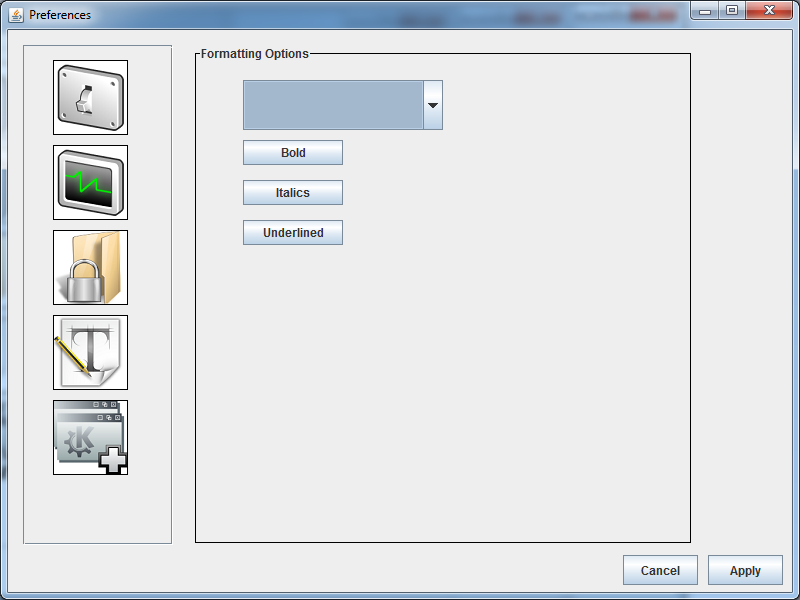 Preferences
Formatting Options
Bold
Italics
Underlined
Cancel
Apply